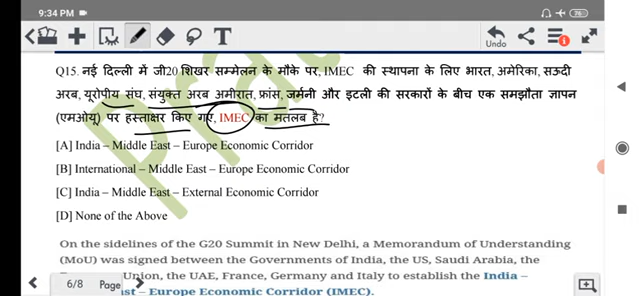 9:34 PM
76
Undo
Q15. नई दिल्ली में जी20 शिखर सम्मेलन के मौके पर, IMEC की स्थापना के लिए भारत, अमेरिका, सऊदी
अरब, यूरोपीय संघ, संयुक्त अरब अमीरात, फ्रांस, जर्मनी और इटली की सरकारों के बीच एक समझौता ज्ञापन
(एमओयू) पर हस्ताक्षर किए गए, IMEC का मतलब है?
[A] India – Middle East – Europe Economic Corridor
[B] International – Middle East – Europe Economic Corridor
[C] India – Middle East – External Economic Corridor
[D] None of the Above
On the sidelines of the G20 Summit in New Delhi, a Memorandum of Understanding
(MoU) was signed between the Governments of India, the US, Saudi Arabia, the
Union, the UAE, France, Germany and Italy to establish the India –
6/8 Page
st – Europe Economic Corridor (IMEC).